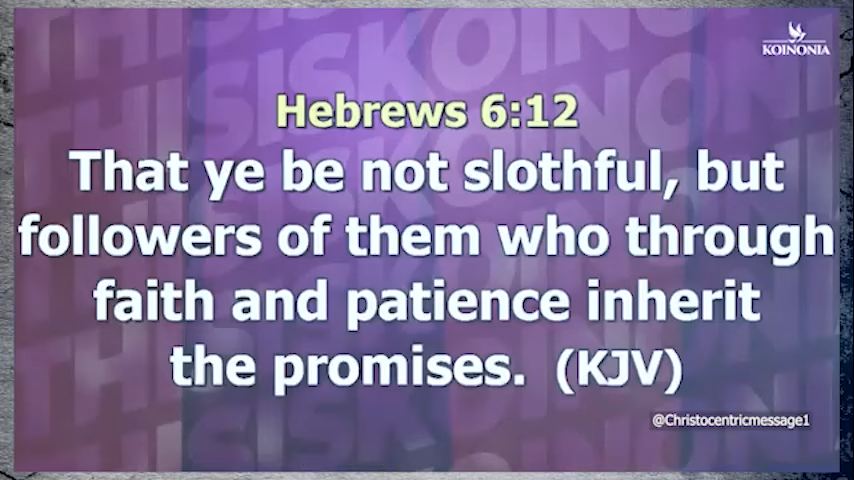 KOINONIA
Hebrews 6:12
That ye be not slothful, but
followers of them who through
faith and patience inherit
the promises. (KJV)
@Christocentricmessage1